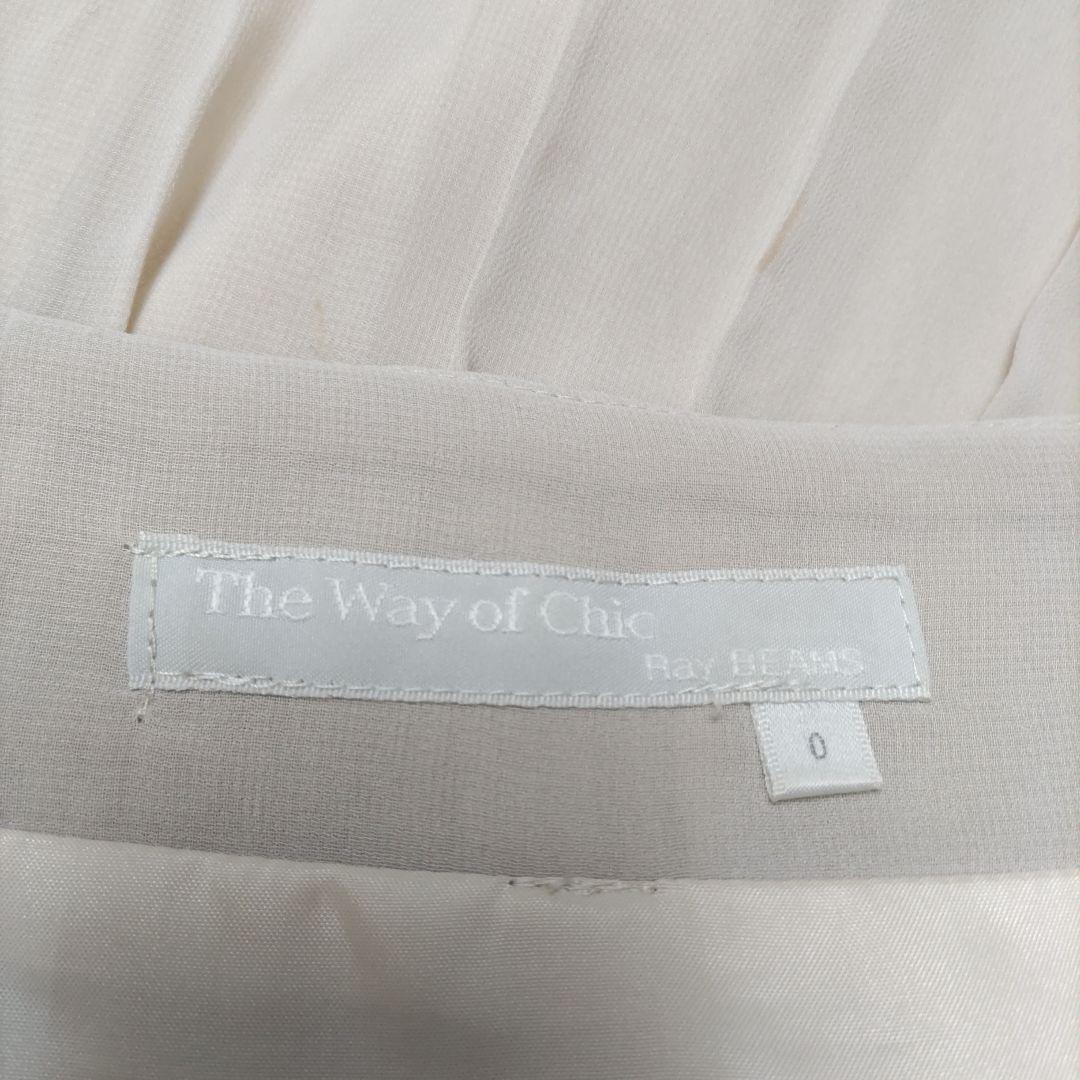 The Way of Chic
Ray BEAMS
0